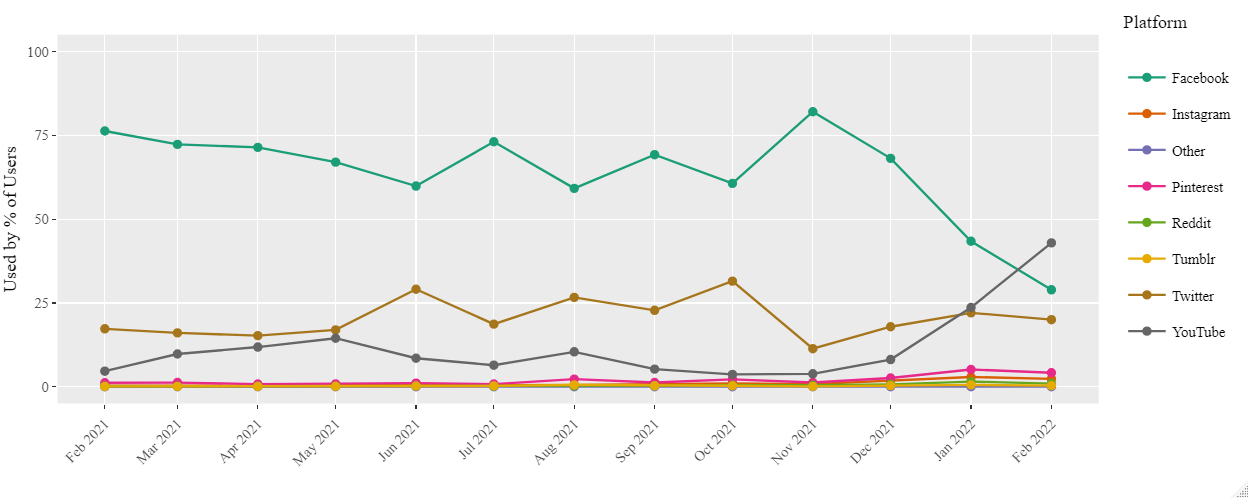 Platform
Facebook
Instagram
Other
Pinterest
Reddit
Tumblr
Twitter
YouTube
Used by % of Users
100
75
50
25
0
Feb 2021
Mar 2021
Apr 2021
May 2021
Jun 2021
Jul 2021
Aug 2021
Sep 2021
Oct 2021
Nov 2021
Dec 2021
Jan 2022
Feb 2022